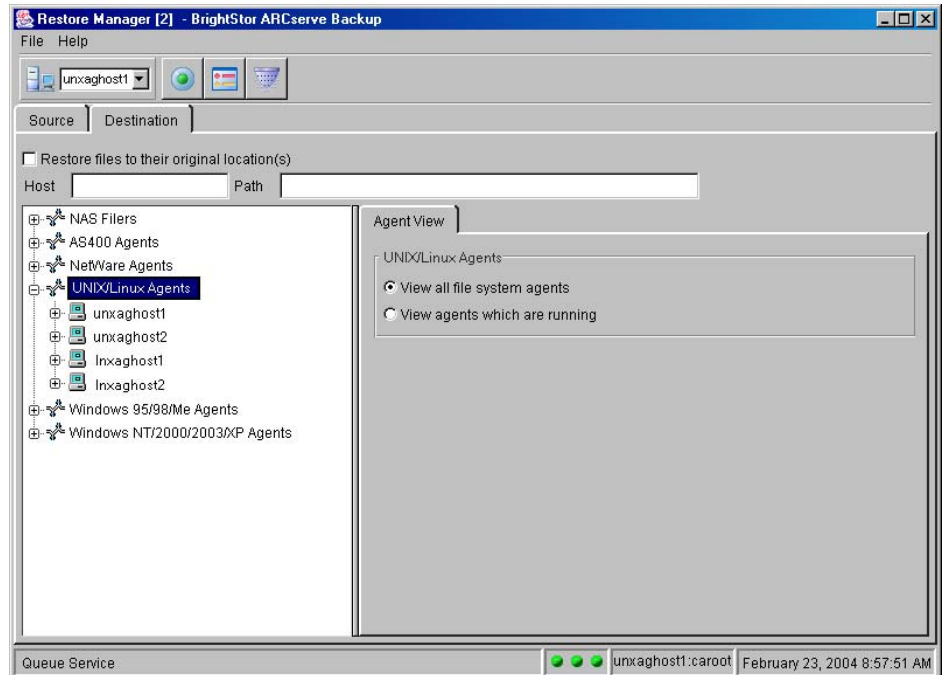 Restore Manager [2] - BrightStor ARCserve Backup
File Help
unxaghost1
Source Destination
Restore files to their original location(s)
Host Path
NAS Filers
AS400 Agents
NetWare Agents
UNIX/Linux Agents
unxaghost1
unxaghost2
lnxaghost1
lnxaghost2
Windows 95/98/Me Agents
Windows NT/2000/2003/XP Agents
Agent View
UNIX/Linux Agents
View all file system agents
View agents which are running
Queue Service
unxaghost1:caroot
February 23, 2004 8:57:51 AM